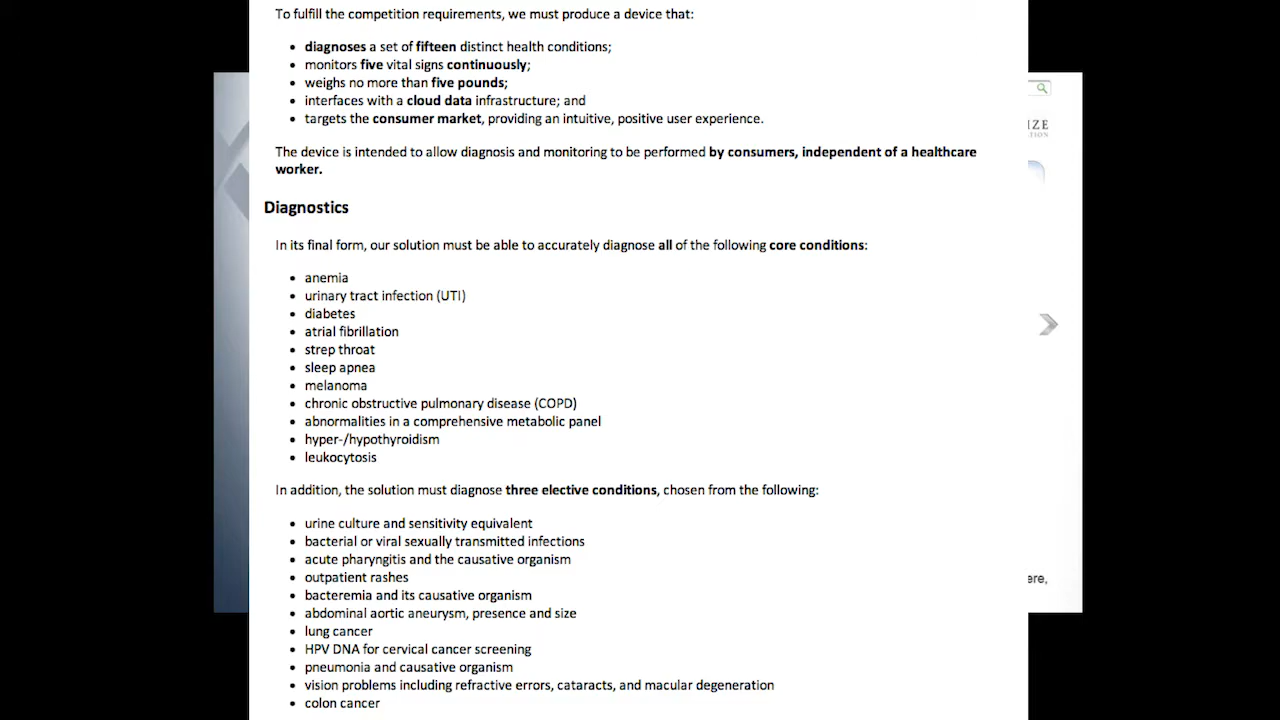 To fulfill the competition requirements, we must produce a device that:
• diagnoses a set of fifteen distinct health conditions;
• monitors five vital signs continuously;
• weighs no more than five pounds;
• interfaces with a cloud data infrastructure; and
• targets the consumer market, providing an intuitive, positive user experience.
The device is intended to allow diagnosis and monitoring to be performed by consumers, independent of a healthcare
worker.
Diagnostics
In its final form, our solution must be able to accurately diagnose all of the following core conditions:
• anemia
• urinary tract infection (UTI)
• diabetes
• atrial fibrillation
• strep throat
• sleep apnea
• melanoma
• chronic obstructive pulmonary disease (COPD)
• abnormalities in a comprehensive metabolic panel
• hyper-/hypothyroidism
• leukocytosis
In addition, the solution must diagnose three elective conditions, chosen from the following:
• urine culture and sensitivity equivalent
• bacterial or viral sexually transmitted infections
• acute pharyngitis and the causative organism
• outpatient rashes
• bacteremia and its causative organism
• abdominal aortic aneurysm, presence and size
• lung cancer
• HPV DNA for cervical cancer screening
• pneumonia and causative organism
• vision problems including refractive errors, cataracts, and macular degeneration
• colon cancer
IZE
ere,